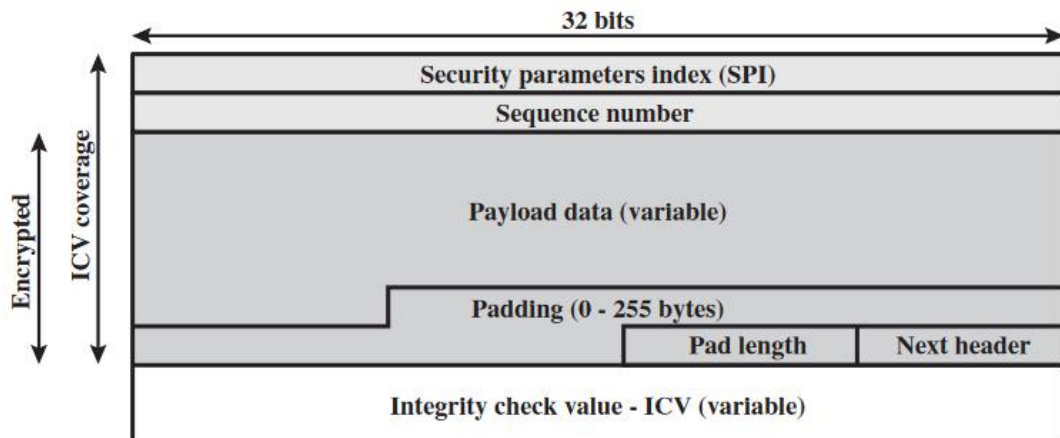 32 bits
Security parameters index (SPI)
Sequence number
Encrypted
ICV coverage
Payload data (variable)
Padding (0 - 255 bytes)
Pad length
Next header
Integrity check value - ICV (variable)